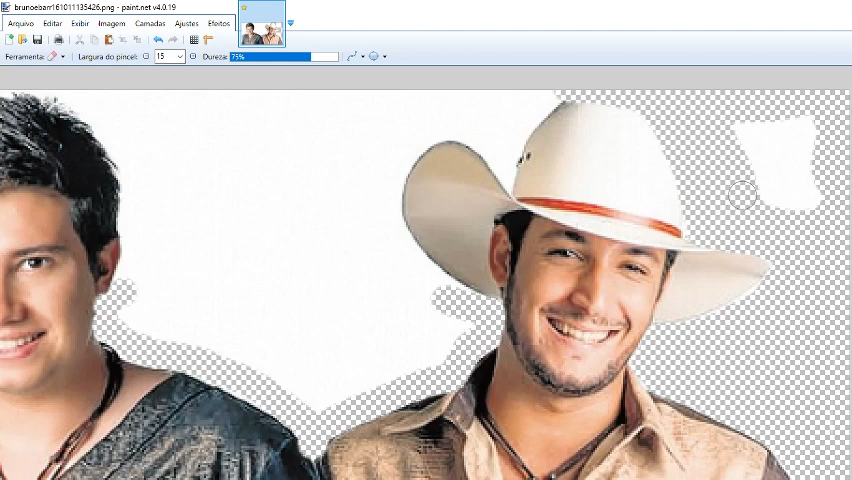 brunoebarr161011135426.png - paint.net v4.0.19
Arquivo Editar Exibir Imagem Camadas Ajustes Efeitos
Ferramenta: Largura do pincel: 15 Dureza: 75%